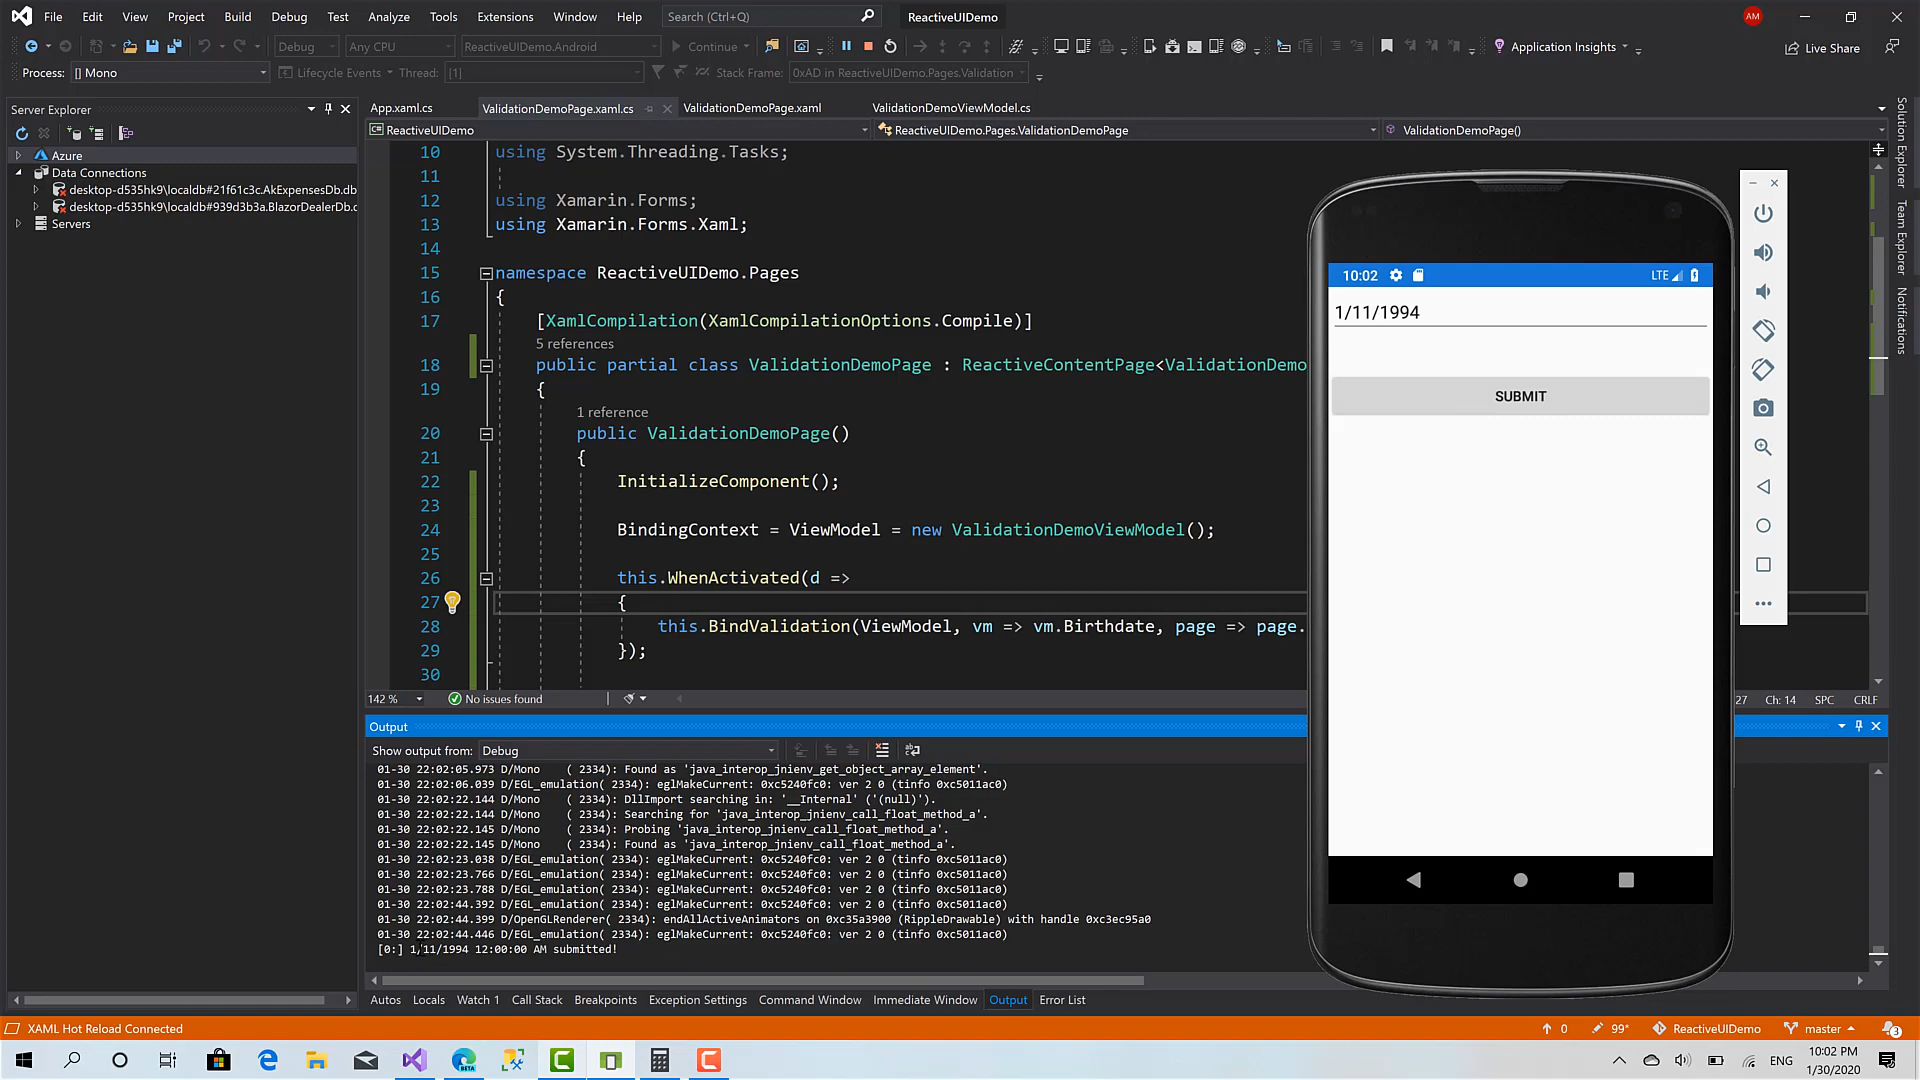 File Edit View Project Build Debug Test Analyze Tools Extensions Window Help Search (Ctrl+Q) ReactiveUIDemo AM
Debug Any CPU ReactiveUIDemo.Android Continue Application Insights Live Share
Process: [] Mono Lifecycle Events Thread: [1] Stack Frame: 0xAD in ReactiveUIDemo.Pages.Validation
Server Explorer
Azure
Data Connections
desktop-d535hk9\localdb#21f61c3c.AkExpensesDb.db
desktop-d535hk9\localdb#939d3b3a.BlazorDealerDb.c
Servers
App.xaml.cs ValidationDemoPage.xaml.cs ValidationDemoPage.xaml ValidationDemoViewModel.cs
ReactiveUIDemo ReactiveUIDemo.Pages.ValidationDemoPage ValidationDemoPage()
10 using System.Threading.Tasks;
11
12 using Xamarin.Forms;
13 using Xamarin.Forms.Xaml;
14
15 namespace ReactiveUIDemo.Pages
16 {
17 [XamlCompilation(XamlCompilationOptions.Compile)]
5 references
18 public partial class ValidationDemoPage : ReactiveContentPage<ValidationDemo
19 {
1 reference
20 public ValidationDemoPage()
21 {
22 InitializeComponent();
23
24 BindingContext = ViewModel = new ValidationDemoViewModel();
25
26 this.WhenActivated(d =>
27 {
28 this.BindValidation(ViewModel, vm => vm.Birthdate, page => page.
29 });
30
142 % No issues found 27 Ch: 14 SPC CRLF
Output
Show output from: Debug
01-30 22:02:05.973 D/Mono ( 2334): Found as 'java_interop_jnienv_get_object_array_element'.
01-30 22:02:06.039 D/EGL_emulation( 2334): eglMakeCurrent: 0xc5240fc0: ver 2 0 (tinfo 0xc5011ac0)
01-30 22:02:22.144 D/Mono ( 2334): DllImport searching in: '__Internal' ('(null)').
01-30 22:02:22.144 D/Mono ( 2334): Searching for 'java_interop_jnienv_call_float_method_a'.
01-30 22:02:22.145 D/Mono ( 2334): Probing 'java_interop_jnienv_call_float_method_a'.
01-30 22:02:22.145 D/Mono ( 2334): Found as 'java_interop_jnienv_call_float_method_a'.
01-30 22:02:23.038 D/EGL_emulation( 2334): eglMakeCurrent: 0xc5240fc0: ver 2 0 (tinfo 0xc5011ac0)
01-30 22:02:23.766 D/EGL_emulation( 2334): eglMakeCurrent: 0xc5240fc0: ver 2 0 (tinfo 0xc5011ac0)
01-30 22:02:23.788 D/EGL_emulation( 2334): eglMakeCurrent: 0xc5240fc0: ver 2 0 (tinfo 0xc5011ac0)
01-30 22:02:44.392 D/EGL_emulation( 2334): eglMakeCurrent: 0xc5240fc0: ver 2 0 (tinfo 0xc5011ac0)
01-30 22:02:44.399 D/OpenGLRenderer( 2334): endAllActiveAnimators on 0xc35a3900 (RippleDrawable) with handle 0xc3ec95a0
01-30 22:02:44.446 D/EGL_emulation( 2334): eglMakeCurrent: 0xc5240fc0: ver 2 0 (tinfo 0xc5011ac0)
[0:] 1/11/1994 12:00:00 AM submitted!
Autos Locals Watch 1 Call Stack Breakpoints Exception Settings Command Window Immediate Window Output Error List
10:02 LTE
1/11/1994
SUBMIT
Solution Explorer
Team Explorer
Notifications
XAML Hot Reload Connected 0 99* ReactiveUIDemo master 3
BETA
ENG 10:02 PM
1/30/2020